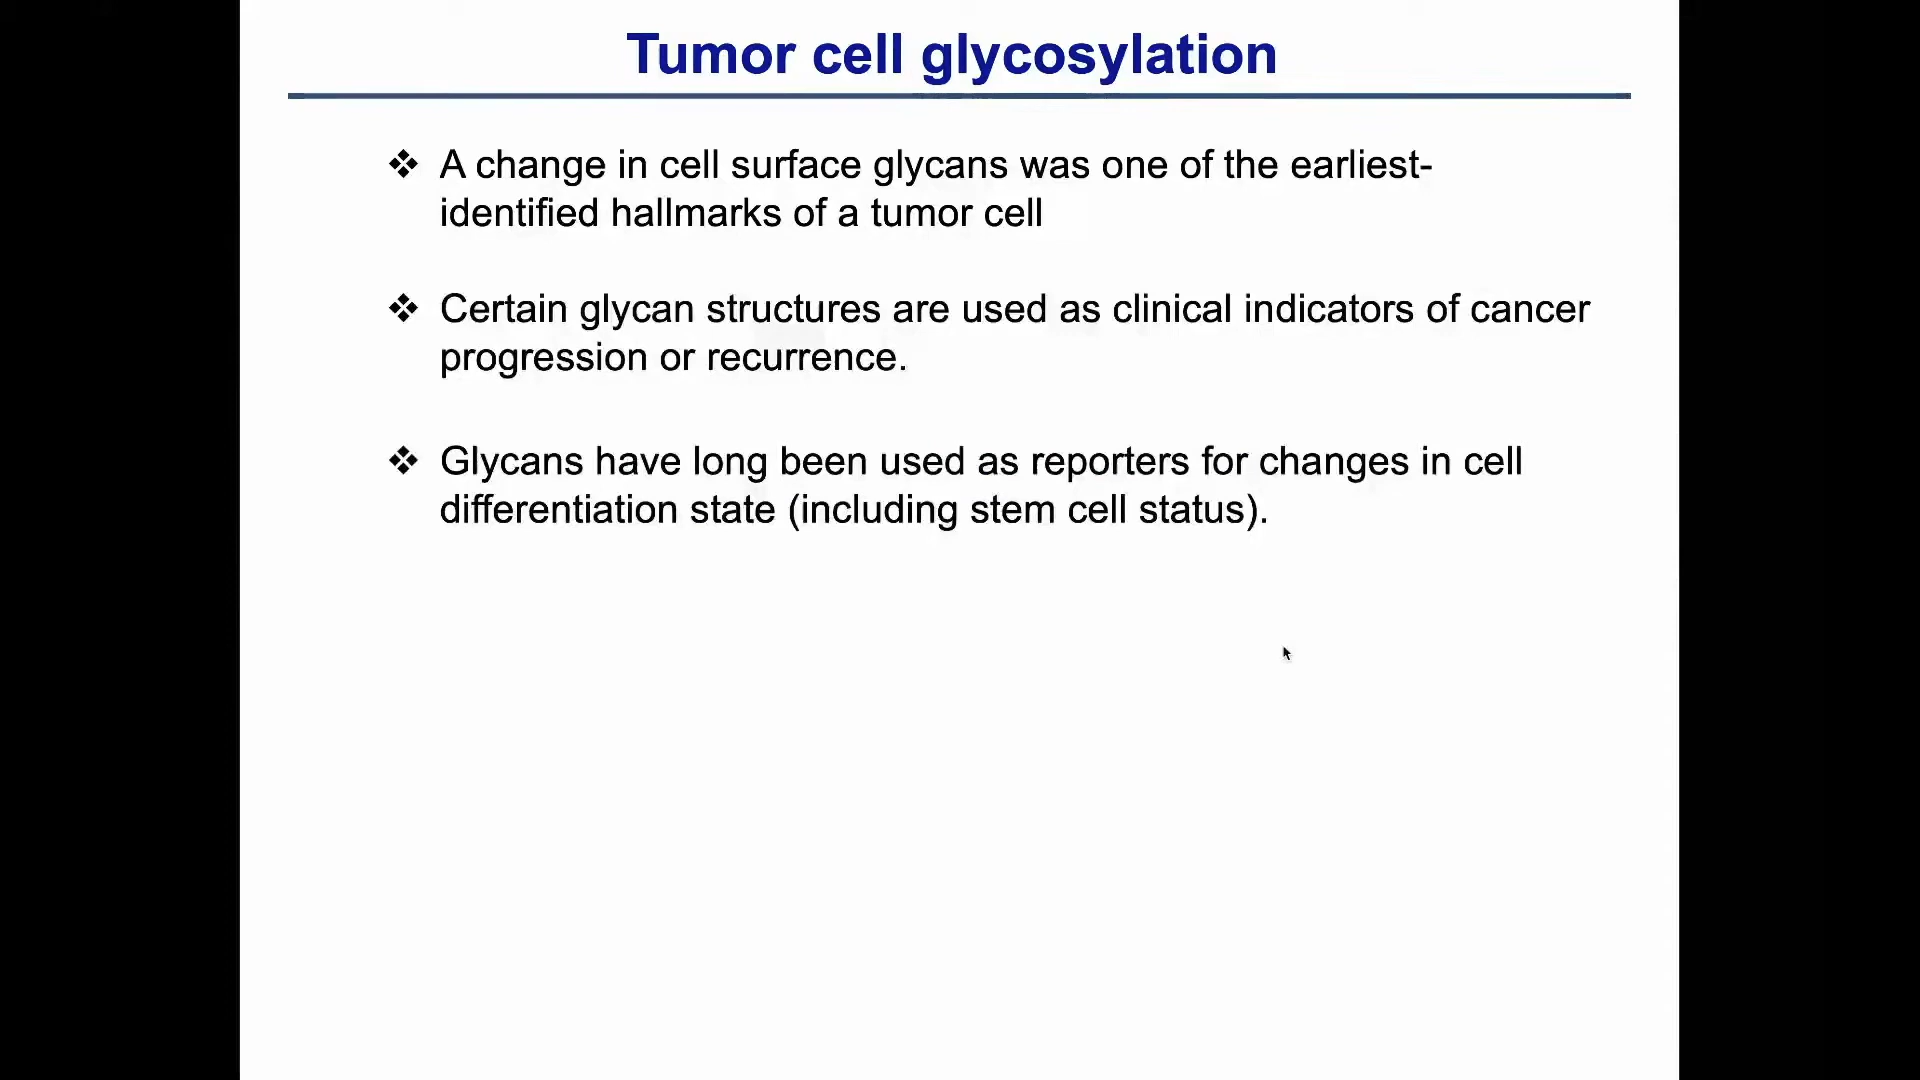 Tumor cell glycosylation
❖ A change in cell surface glycans was one of the earliest-
identified hallmarks of a tumor cell
❖ Certain glycan structures are used as clinical indicators of cancer
progression or recurrence.
❖ Glycans have long been used as reporters for changes in cell
differentiation state (including stem cell status).